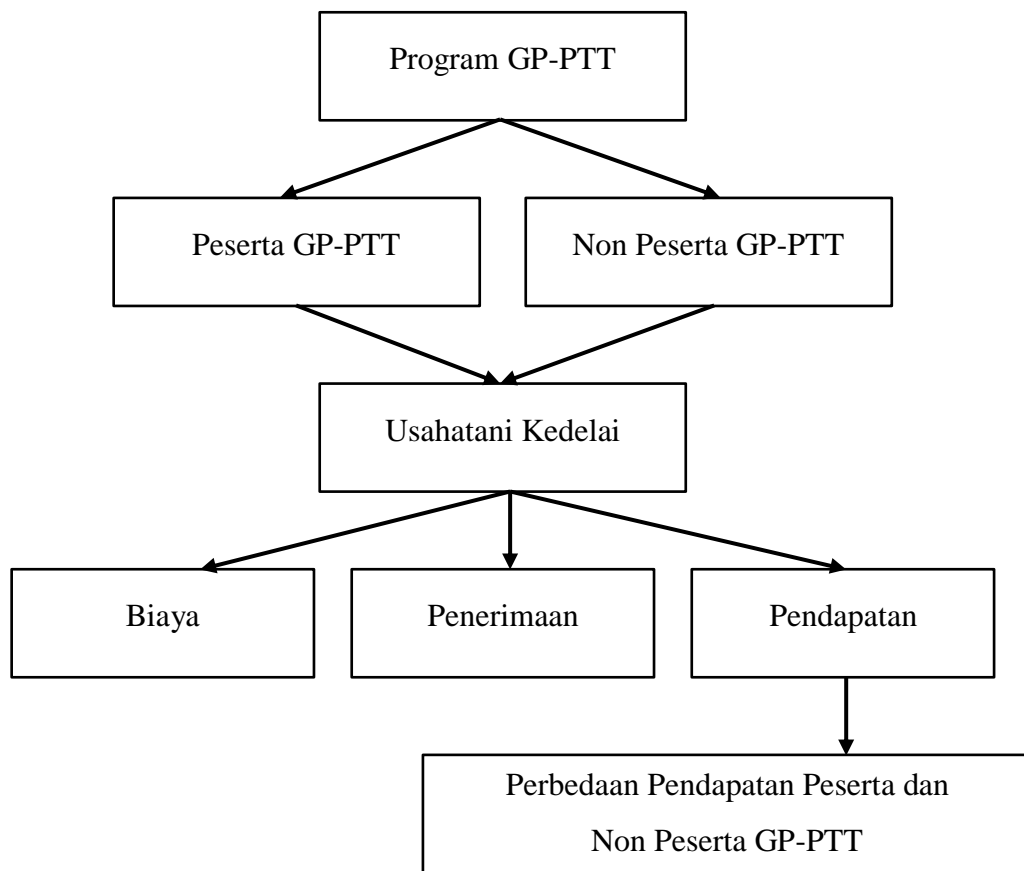 Program GP-PTT
Peserta GP-PTT
Non Peserta GP-PTT
Usahatani Kedelai
Biaya
Penerimaan
Pendapatan
Perbedaan Pendapatan Peserta dan
Non Peserta GP-PTT